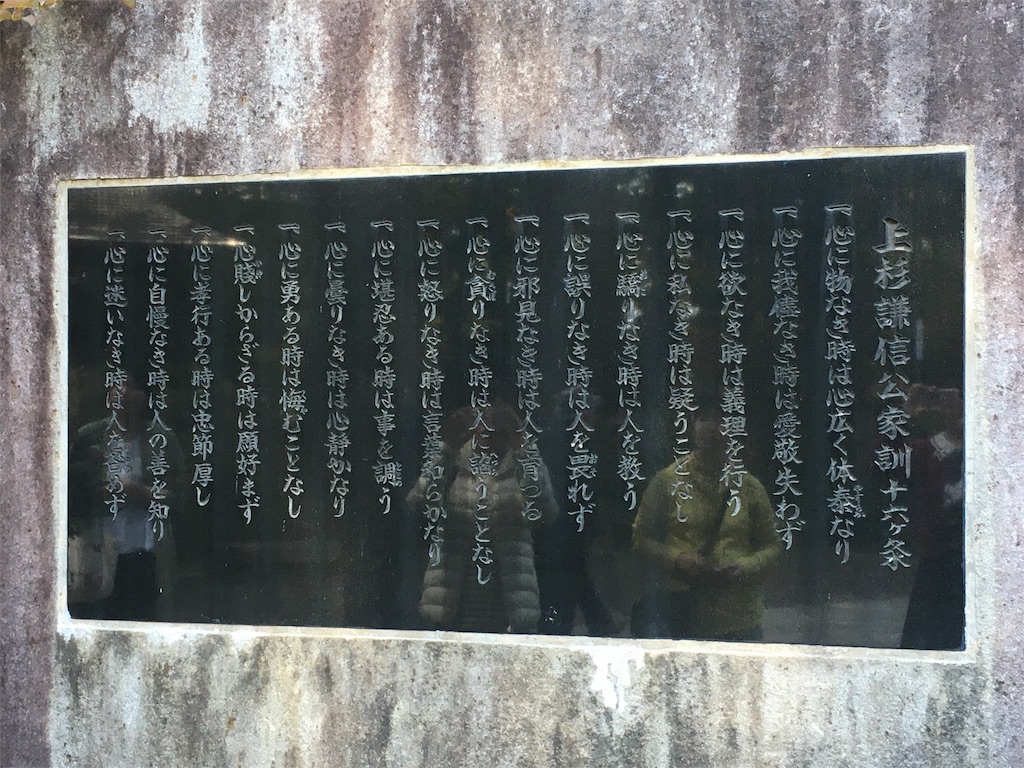 上杉謙信公家訓十六ヶ条
一、心に物なき時は心広く体泰なり
一、心に我儘なき時は愛敬失わず
一、心に欲なき時は義理を行う
一、心に私なき時は疑うことなし
一、心に驕りなき時は人を教う
一、心に誤りなき時は人を畏れず
一、心に邪見なき時は人を育つる
一、心に貪りなき時は人に諂うことなし
一、心に怒りなき時は言葉和らかなり
一、心に堪忍ある時は事を調う
一、心に曇りなき時は心静かなり
一、心に勇ある時は悔むことなし
一、心賤しからざる時は願好まず
一、心に孝行ある時は忠節厚し
一、心に自慢なき時は人の善を知り
一、心に迷いなき時は人を咎めず